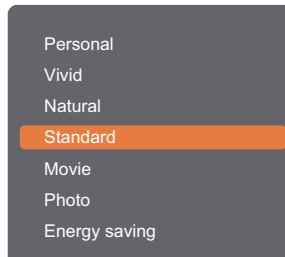 Personal
Vivid
Natural
Standard
Movie
Photo
Energy saving